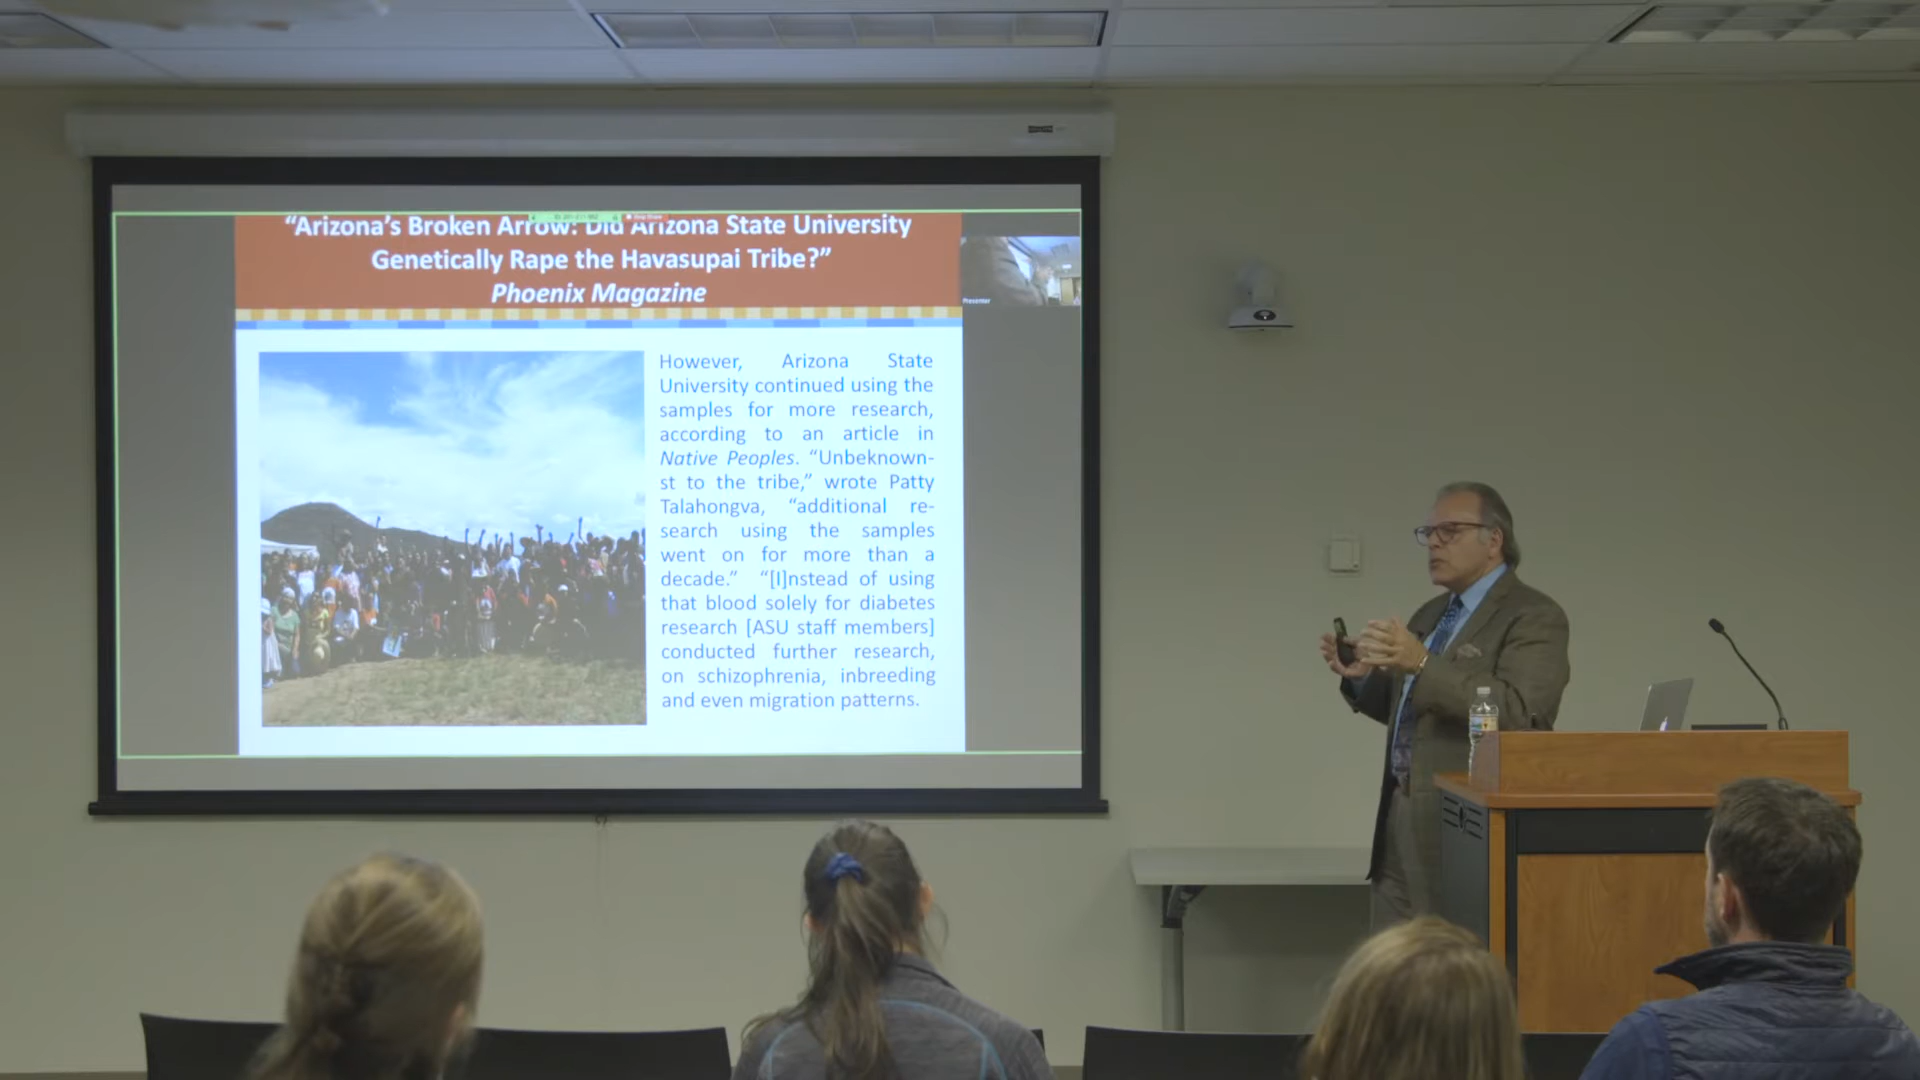 “Arizona’s Broken Arrow: Did Arizona State University
Genetically Rape the Havasupai Tribe?”
Phoenix Magazine
Presenter
However, Arizona State
University continued using the
samples for more research,
according to an article in
Native Peoples. “Unbeknown-
st to the tribe,” wrote Patty
Talahongva, “additional re-
search using the samples
went on for more than a
decade.” “[I]nstead of using
that blood solely for diabetes
research [ASU staff members]
conducted further research,
on schizophrenia, inbreeding
and even migration patterns.